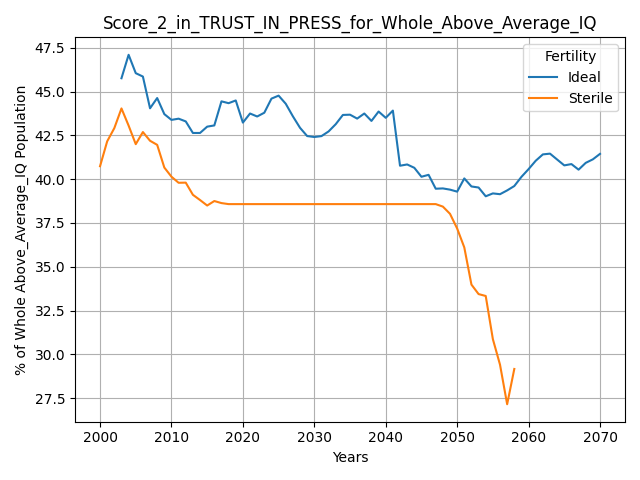 Score_2_in_TRUST_IN_PRESS_for_Whole_Above_Average_IQ
Fertility
Ideal
Sterile
% of Whole Above_Average_IQ Population
47.5
45.0
42.5
40.0
37.5
35.0
32.5
30.0
27.5
2000 2010 2020 2030 2040 2050 2060 2070
Years